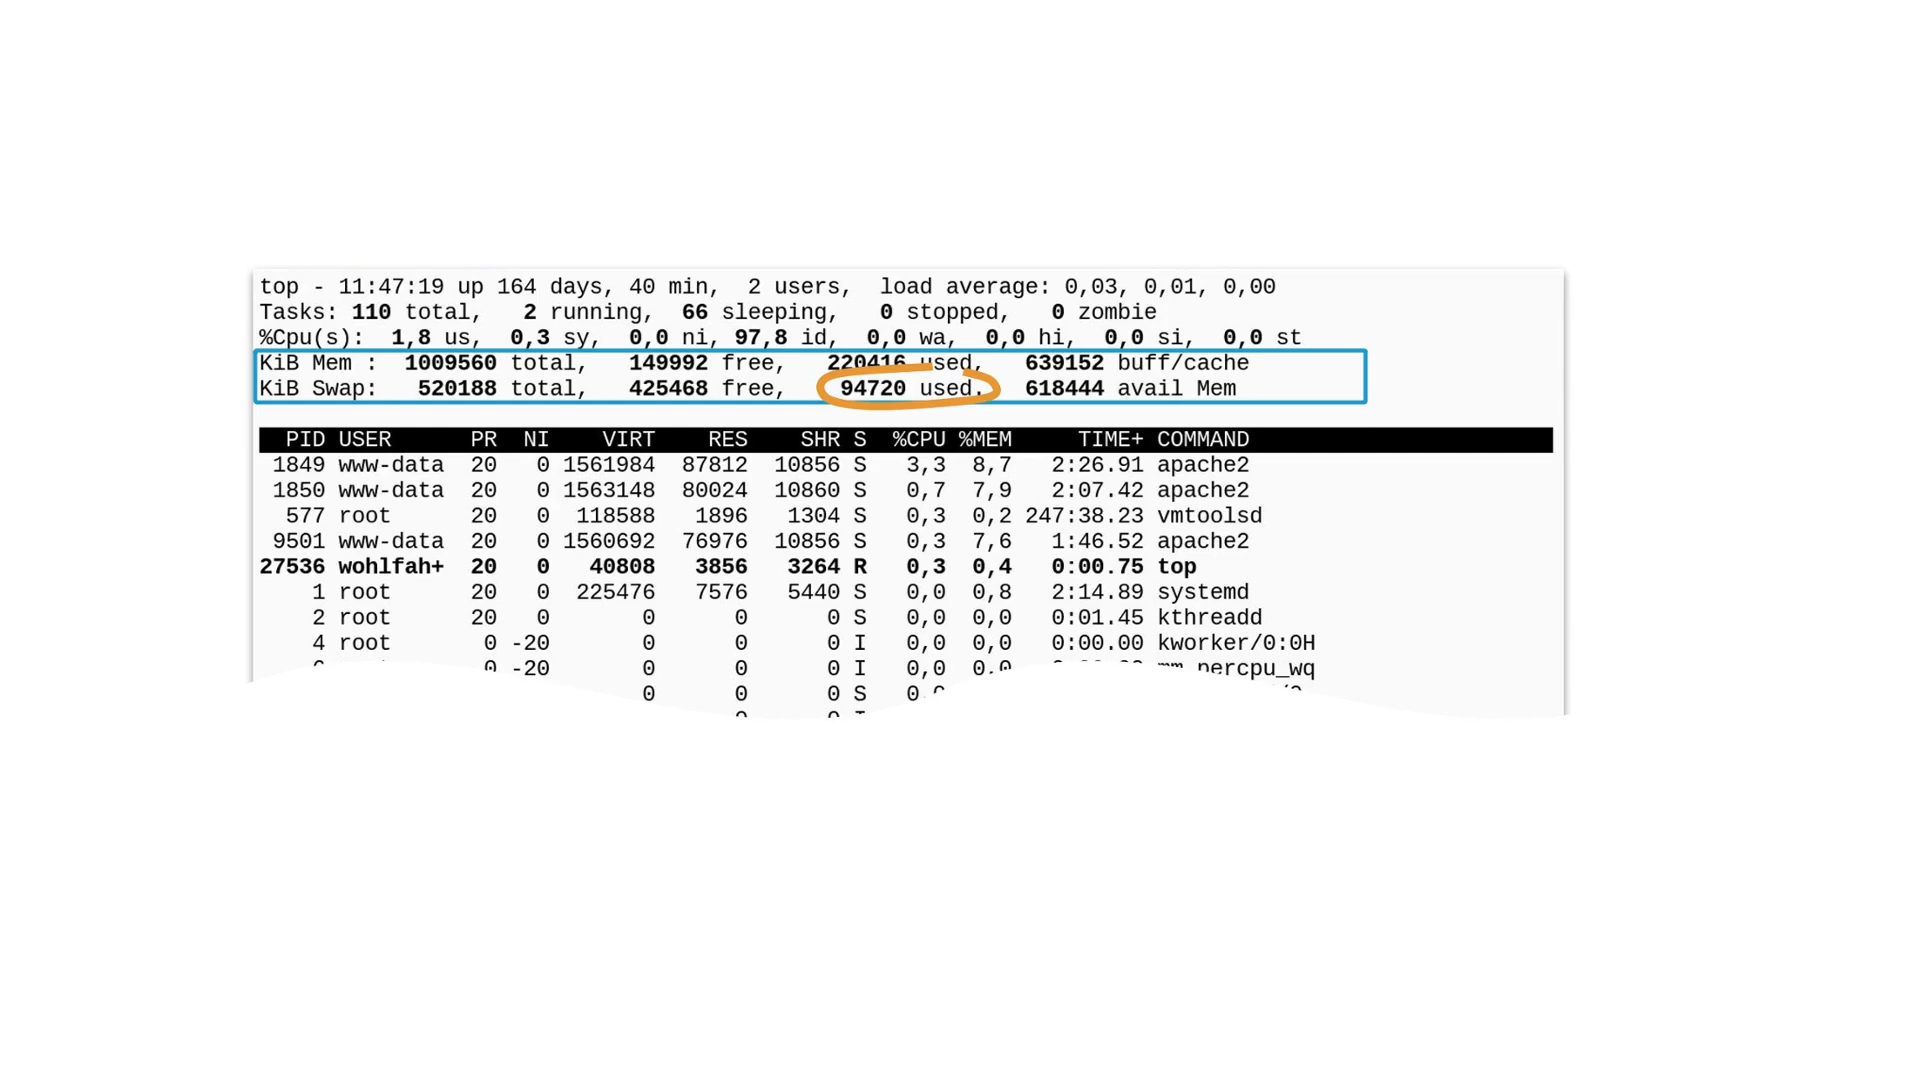 top - 11:47:19 up 164 days, 40 min,  2 users,  load average: 0,03, 0,01, 0,00
Tasks: 110 total,   2 running,  66 sleeping,   0 stopped,   0 zombie
%Cpu(s):  1,8 us,  0,3 sy,  0,0 ni, 97,8 id,  0,0 wa,  0,0 hi,  0,0 si,  0,0 st
KiB Mem :  1009560 total,   149992 free,   220416 used,   639152 buff/cache
KiB Swap:   520188 total,   425468 free,    94720 used.   618444 avail Mem
PID USER      PR  NI    VIRT    RES    SHR S  %CPU %MEM     TIME+ COMMAND
1849 www-data  20   0 1561984  87812  10856 S   3,3  8,7   2:26.91 apache2
1850 www-data  20   0 1563148  80024  10860 S   0,7  7,9   2:07.42 apache2
577 root      20   0  118588   1896   1304 S   0,3  0,2 247:38.23 vmtoolsd
9501 www-data  20   0 1560692  76976  10856 S   0,3  7,6   1:46.52 apache2
27536 wohlfah+  20   0   40808   3856   3264 R   0,3  0,4   0:00.75 top
1 root      20   0  225476   7576   5440 S   0,0  0,8   2:14.89 systemd
2 root      20   0       0      0      0 S   0,0  0,0   0:01.45 kthreadd
4 root       0 -20       0      0      0 I   0,0  0,0   0:00.00 kworker/0:0H
0 -20       0      0      0 I   0,0  0,0 mm_percpu_wq
0      0      0 S